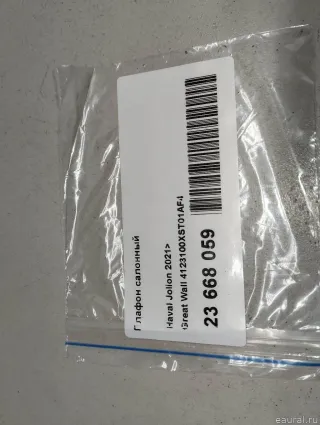 Плафон салонный
Haval Jolion 2021>
Great Wall 4123100XST01AF4
23 668 059
eaural.ru